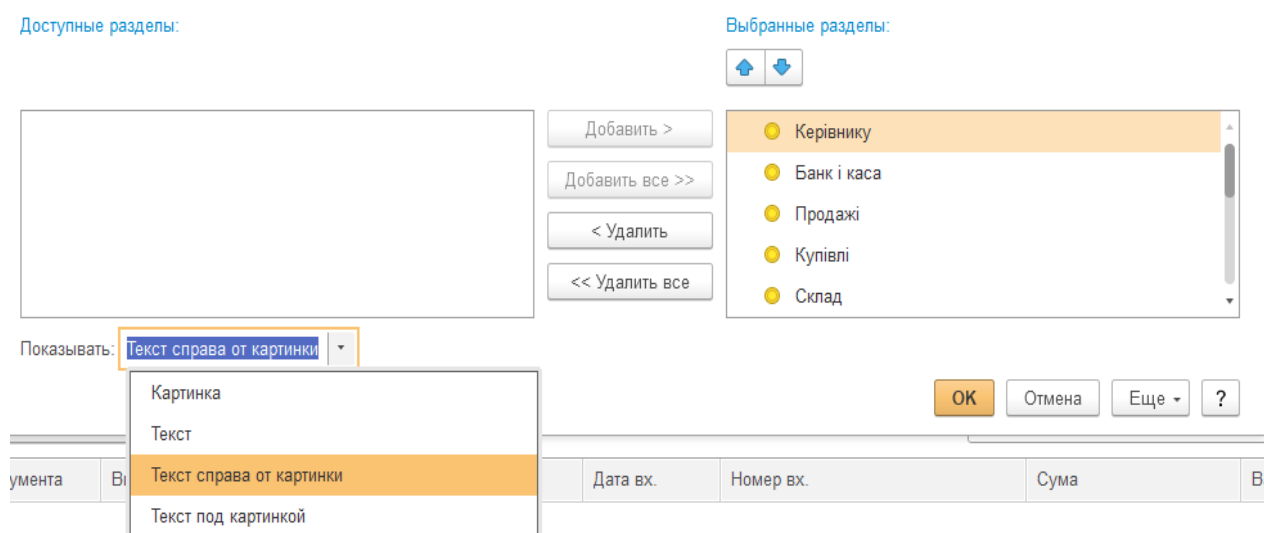 Доступные разделы:
Выбранные разделы:
Добавить >
Добавить все >>
< Удалить
<< Удалить все
Керівнику
Банк і каса
Продажі
Купівлі
Склад
Показывать: Текст справа от картинки
Картинка
Текст
Текст справа от картинки
Текст под картинкой
OK Отмена Еще ?
умента Дата вх. Номер вх. Сума